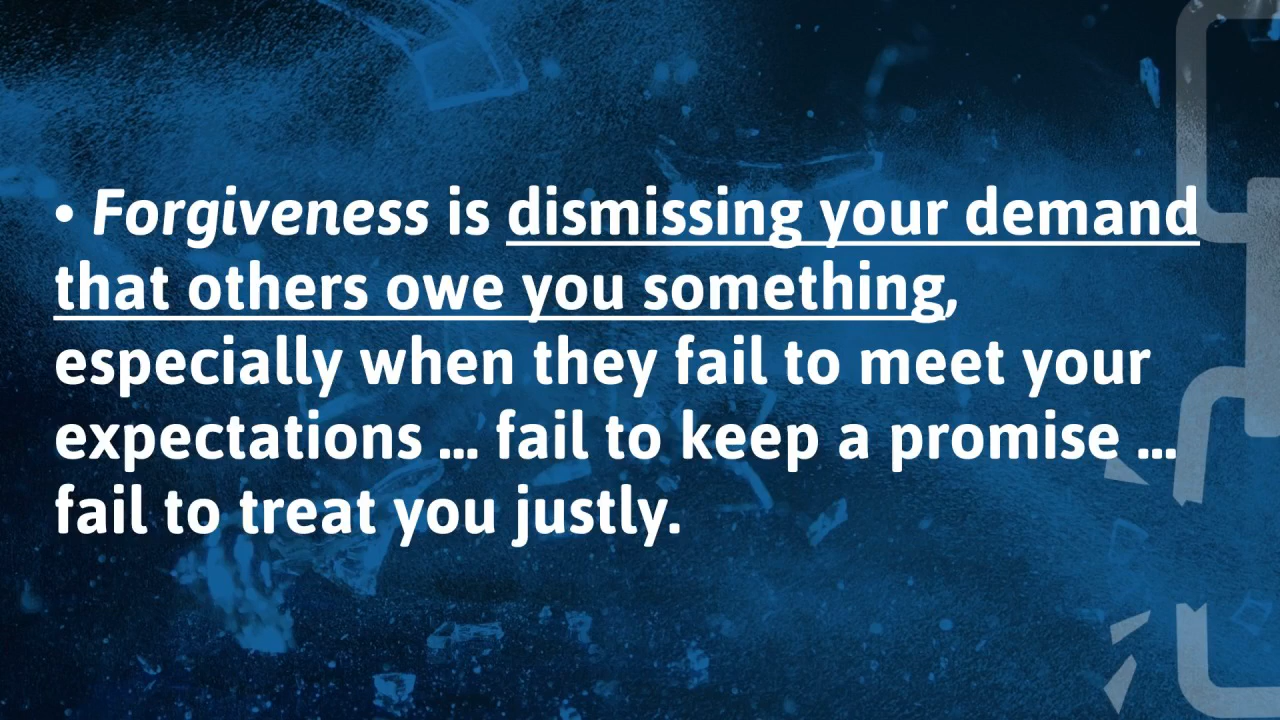 • Forgiveness is dismissing your demand
that others owe you something,
especially when they fail to meet your
expectations ... fail to keep a promise ...
fail to treat you justly.